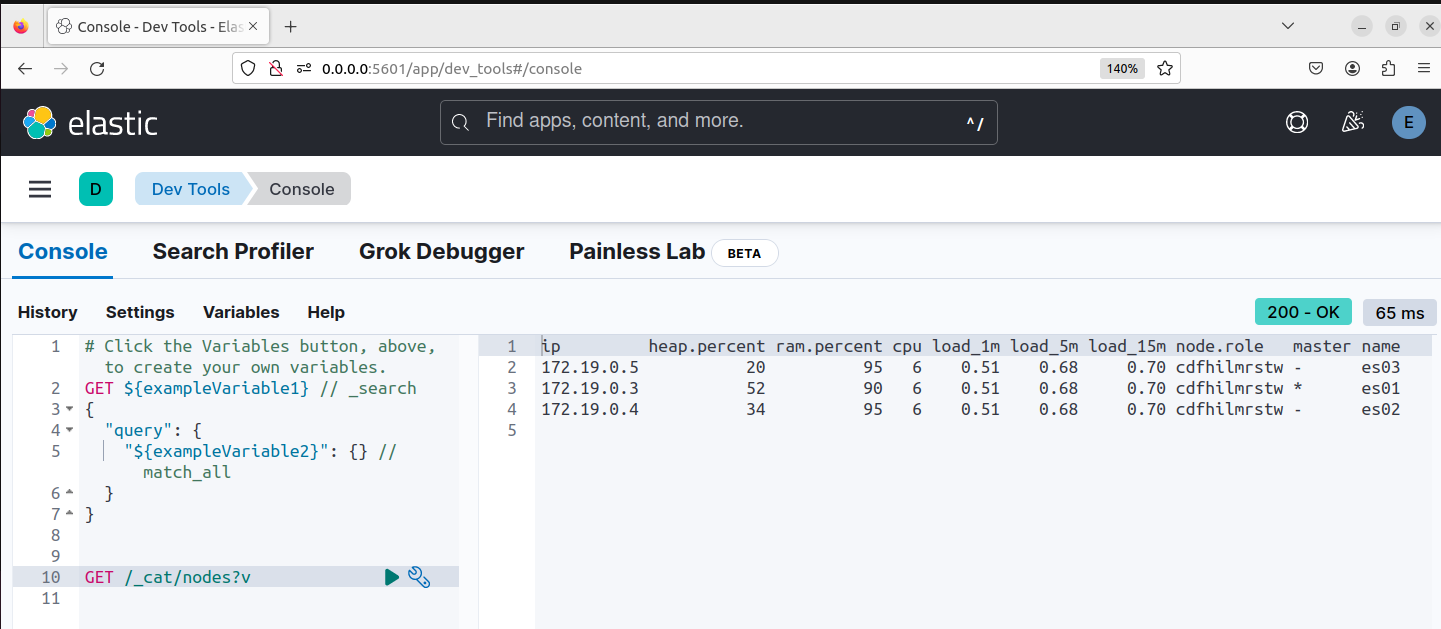 Console - Dev Tools - Elas
0.0.0.0:5601/app/dev_tools#/console 140%
elastic Find apps, content, and more. ^/ E
D Dev Tools Console
Console Search Profiler Grok Debugger Painless Lab BETA
History Settings Variables Help 200 - OK 65 ms
1 # Click the Variables button, above,
to create your own variables.
2 GET ${exampleVariable1} // _search
3 {
4 "query": {
5 "${exampleVariable2}": {} //
match_all
6 }
7 }
8
9
10 GET /_cat/nodes?v
11
1 ip heap.percent ram.percent cpu load_1m load_5m load_15m node.role master name
2 172.19.0.5 20 95 6 0.51 0.68 0.70 cdfhilmrstw - es03
3 172.19.0.3 52 90 6 0.51 0.68 0.70 cdfhilmrstw * es01
4 172.19.0.4 34 95 6 0.51 0.68 0.70 cdfhilmrstw - es02
5